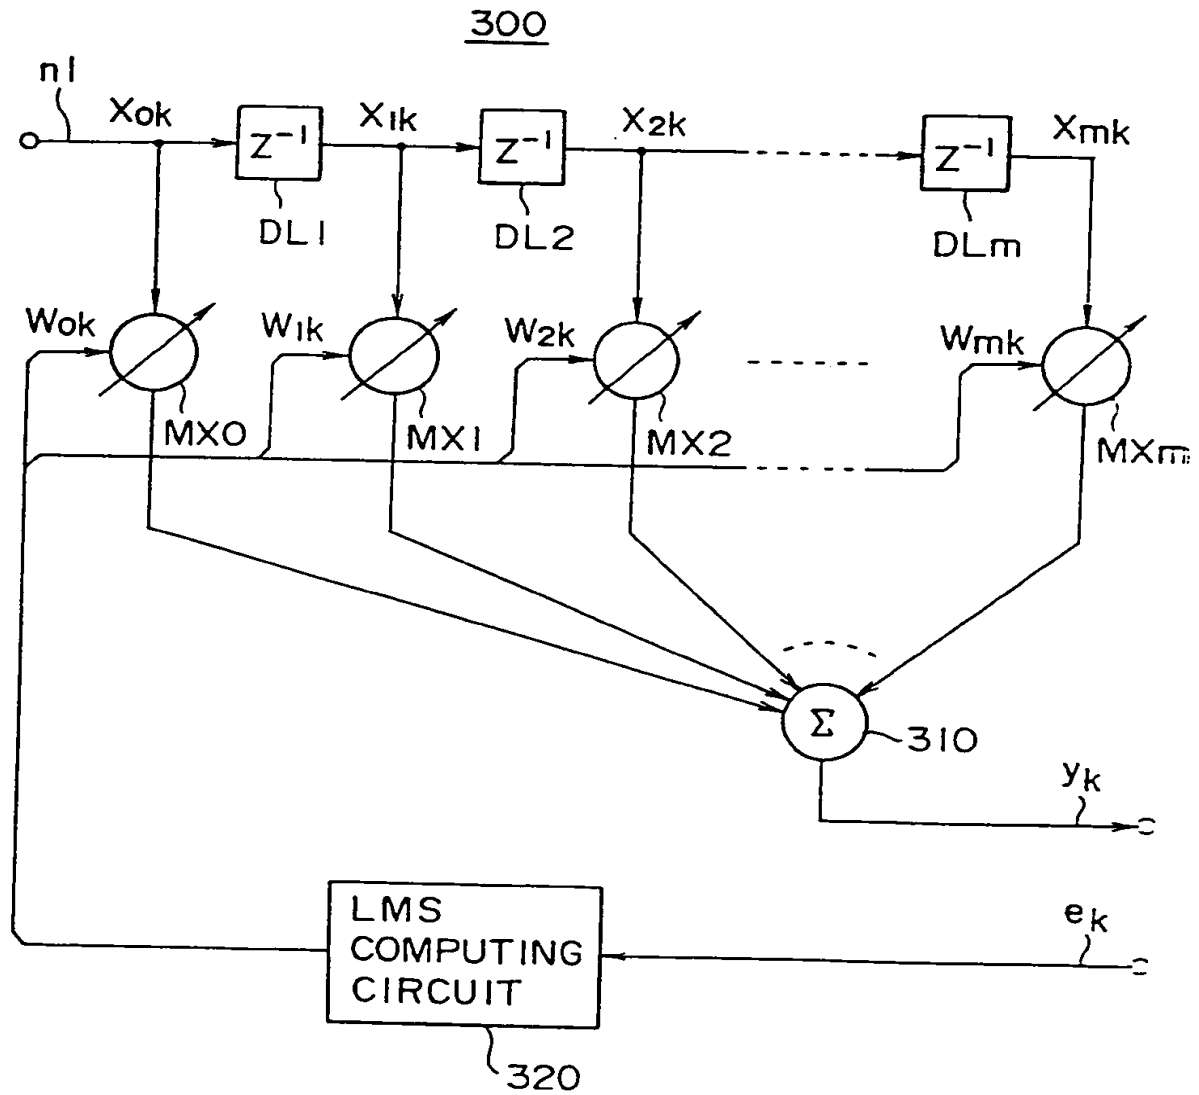 300
n1
X0k
Z-1
X1k
Z-1
X2k
Z-1
Xmk
DL1
DL2
DLm
W0k
W1k
W2k
Wmk
MX0
MX1
MX2
MXm
Σ
310
yk
LMS
COMPUTING
CIRCUIT
ek
320